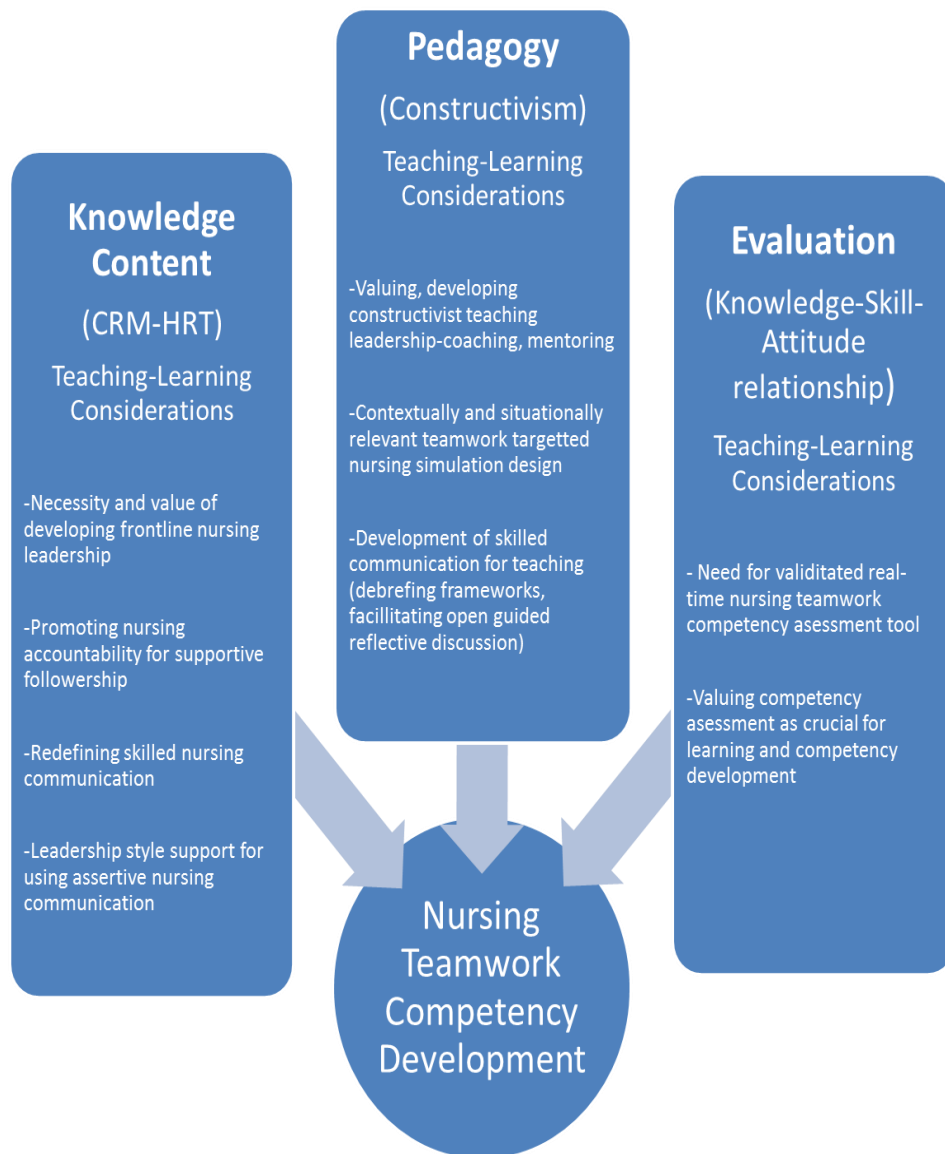 Knowledge
Content
(CRM-HRT)
Teaching-Learning
Considerations
-Necessity and value of
developing frontline nursing
leadership
-Promoting nursing
accountability for supportive
followership
-Redefining skilled nursing
communication
-Leadership style support for
using assertive nursing
communication
Pedagogy
(Constructivism)
Teaching-Learning
Considerations
-Valuing, developing
constructivist teaching
leadership-coaching, mentoring
-Contextually and situationally
relevant teamwork targetted
nursing simulation design
-Development of skilled
communication for teaching
(debrefing frameworks,
facillitating open guided
reflective discussion)
Evaluation
(Knowledge-Skill-
Attitude
relationship)
Teaching-Learning
Considerations
- Need for validitated real-
time nursing teamwork
competency asessment tool
-Valuing competency
asessment as crucial for
learning and competency
development
Nursing
Teamwork
Competency
Development